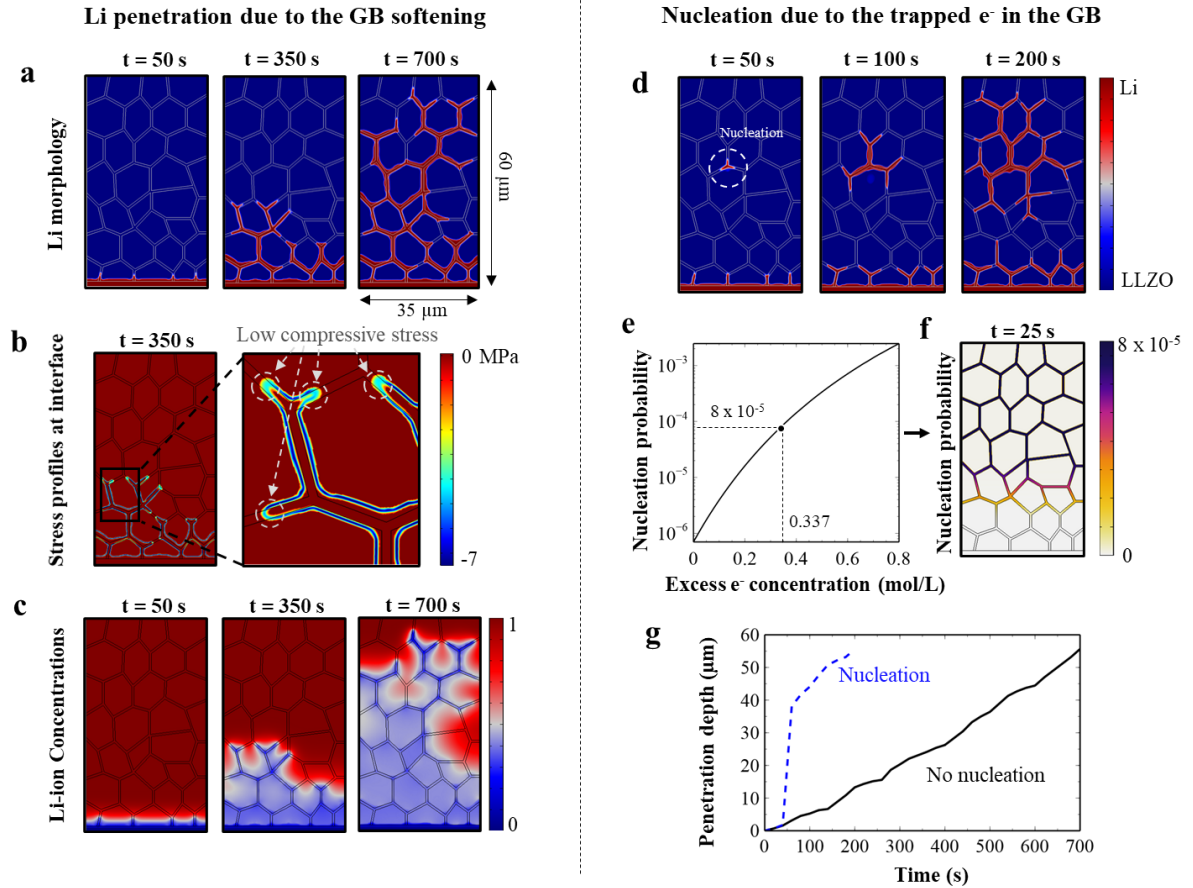 Li penetration due to the GB softening
a
t = 50 s
t = 350 s
t = 700 s
Li morphology
60 µm
35 µm
b
t = 350 s
Low compressive stress
0 MPa
-7
Stress profiles at interface
c
t = 50 s
t = 350 s
t = 700 s
Li-ion Concentrations
1
0
Nucleation due to the trapped e⁻ in the GB
d
t = 50 s
t = 100 s
t = 200 s
Nucleation
Li
LLZO
e
Nucleation probability
10⁻³
10⁻⁴
10⁻⁵
10⁻⁶
8 x 10⁻⁵
0.337
0
0.2
0.4
0.6
0.8
Excess e⁻ concentration (mol/L)
f
t = 25 s
Nucleation probability
8 x 10⁻⁵
0
g
Penetration depth (µm)
60
50
40
30
20
10
0
Nucleation
No nucleation
0
100
200
300
400
500
600
700
Time (s)